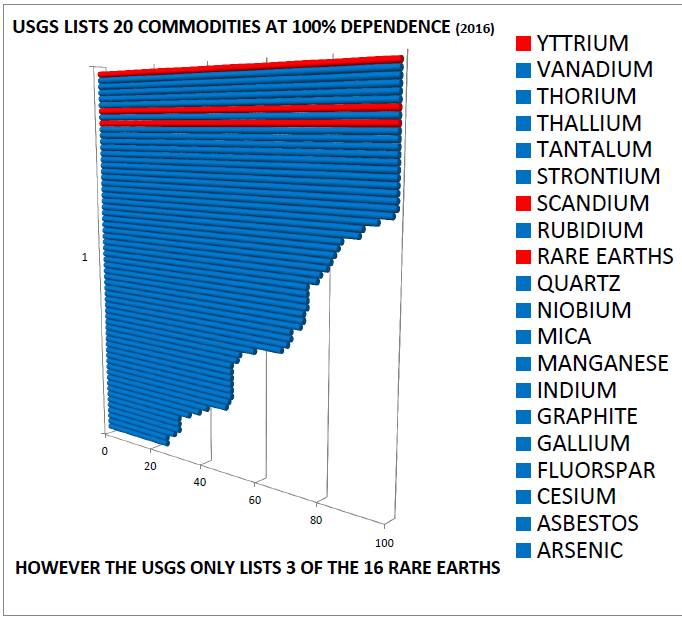 USGS LISTS 20 COMMODITIES AT 100% DEPENDENCE (2016)
1
0
20
40
60
80
100
YTTRIUM
VANADIUM
THORIUM
THALLIUM
TANTALUM
STRONTIUM
SCANDIUM
RUBIDIUM
RARE EARTHS
QUARTZ
NIOBIUM
MICA
MANGANESE
INDIUM
GRAPHITE
GALLIUM
FLUORSPAR
CESIUM
ASBESTOS
ARSENIC
HOWEVER THE USGS ONLY LISTS 3 OF THE 16 RARE EARTHS